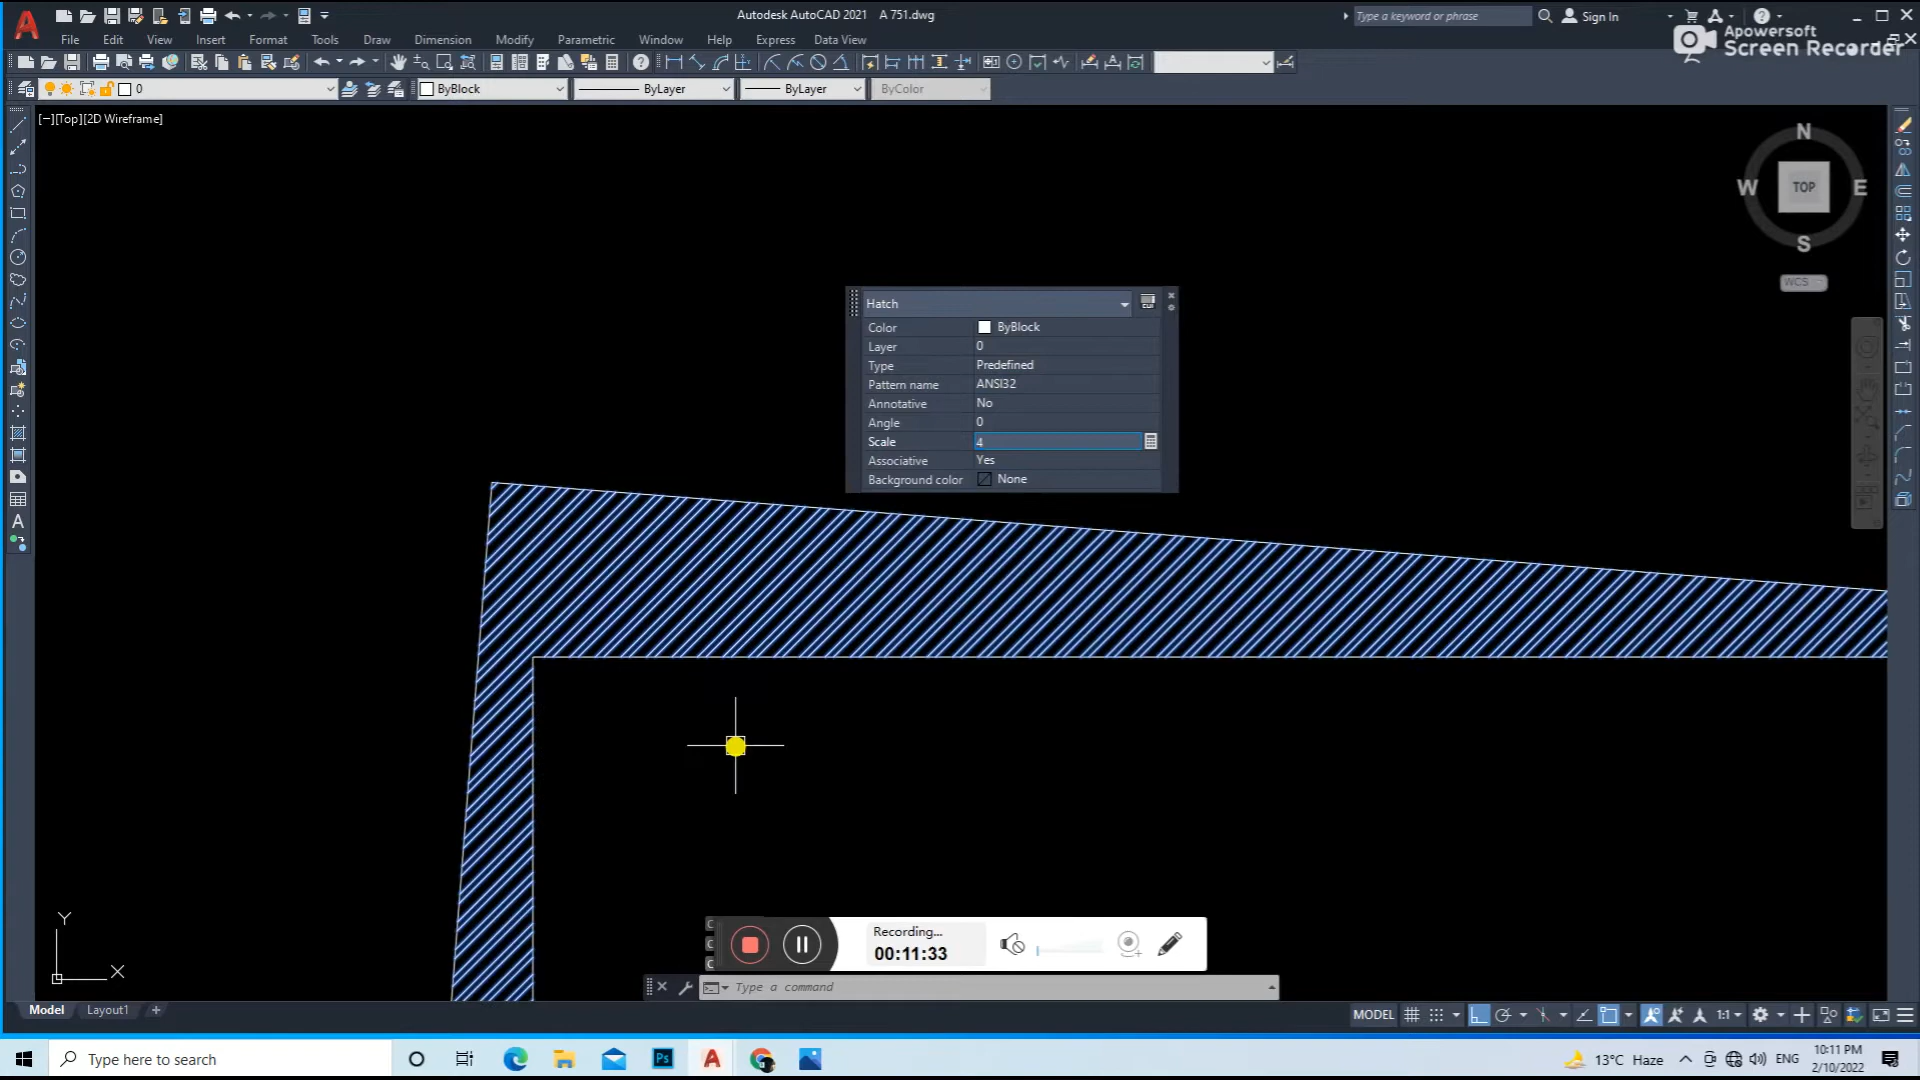 Autodesk AutoCAD 2021 A 751.dwg
Type a keyword or phrase
Sign In
Apowersoft
Screen Recorder
File Edit View Insert Format Tools Draw Dimension Modify Parametric Window Help Express Data View
0
ByBlock
ByLayer
ByLayer
ByColor
[−][Top][2D Wireframe]
N
W TOP E
S
WCS
Hatch
Color ByBlock
Layer 0
Type Predefined
Pattern name ANSI32
Annotative No
Angle 0
Scale 4
Associative Yes
Background color None
Y
X
Recording...
00:11:33
Type a command
Model Layout1 +
MODEL
1:1
Type here to search
Ps
13°C Haze
ENG
10:11 PM
2/10/2022